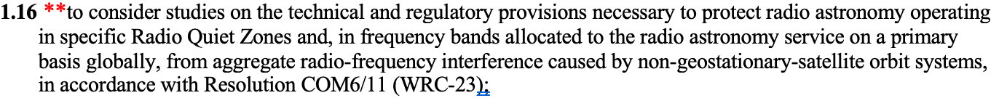 1.16 **to consider studies on the technical and regulatory provisions necessary to protect radio astronomy operating
in specific Radio Quiet Zones and, in frequency bands allocated to the radio astronomy service on a primary
basis globally, from aggregate radio-frequency interference caused by non-geostationary-satellite orbit systems,
in accordance with Resolution COM6/11 (WRC-23);